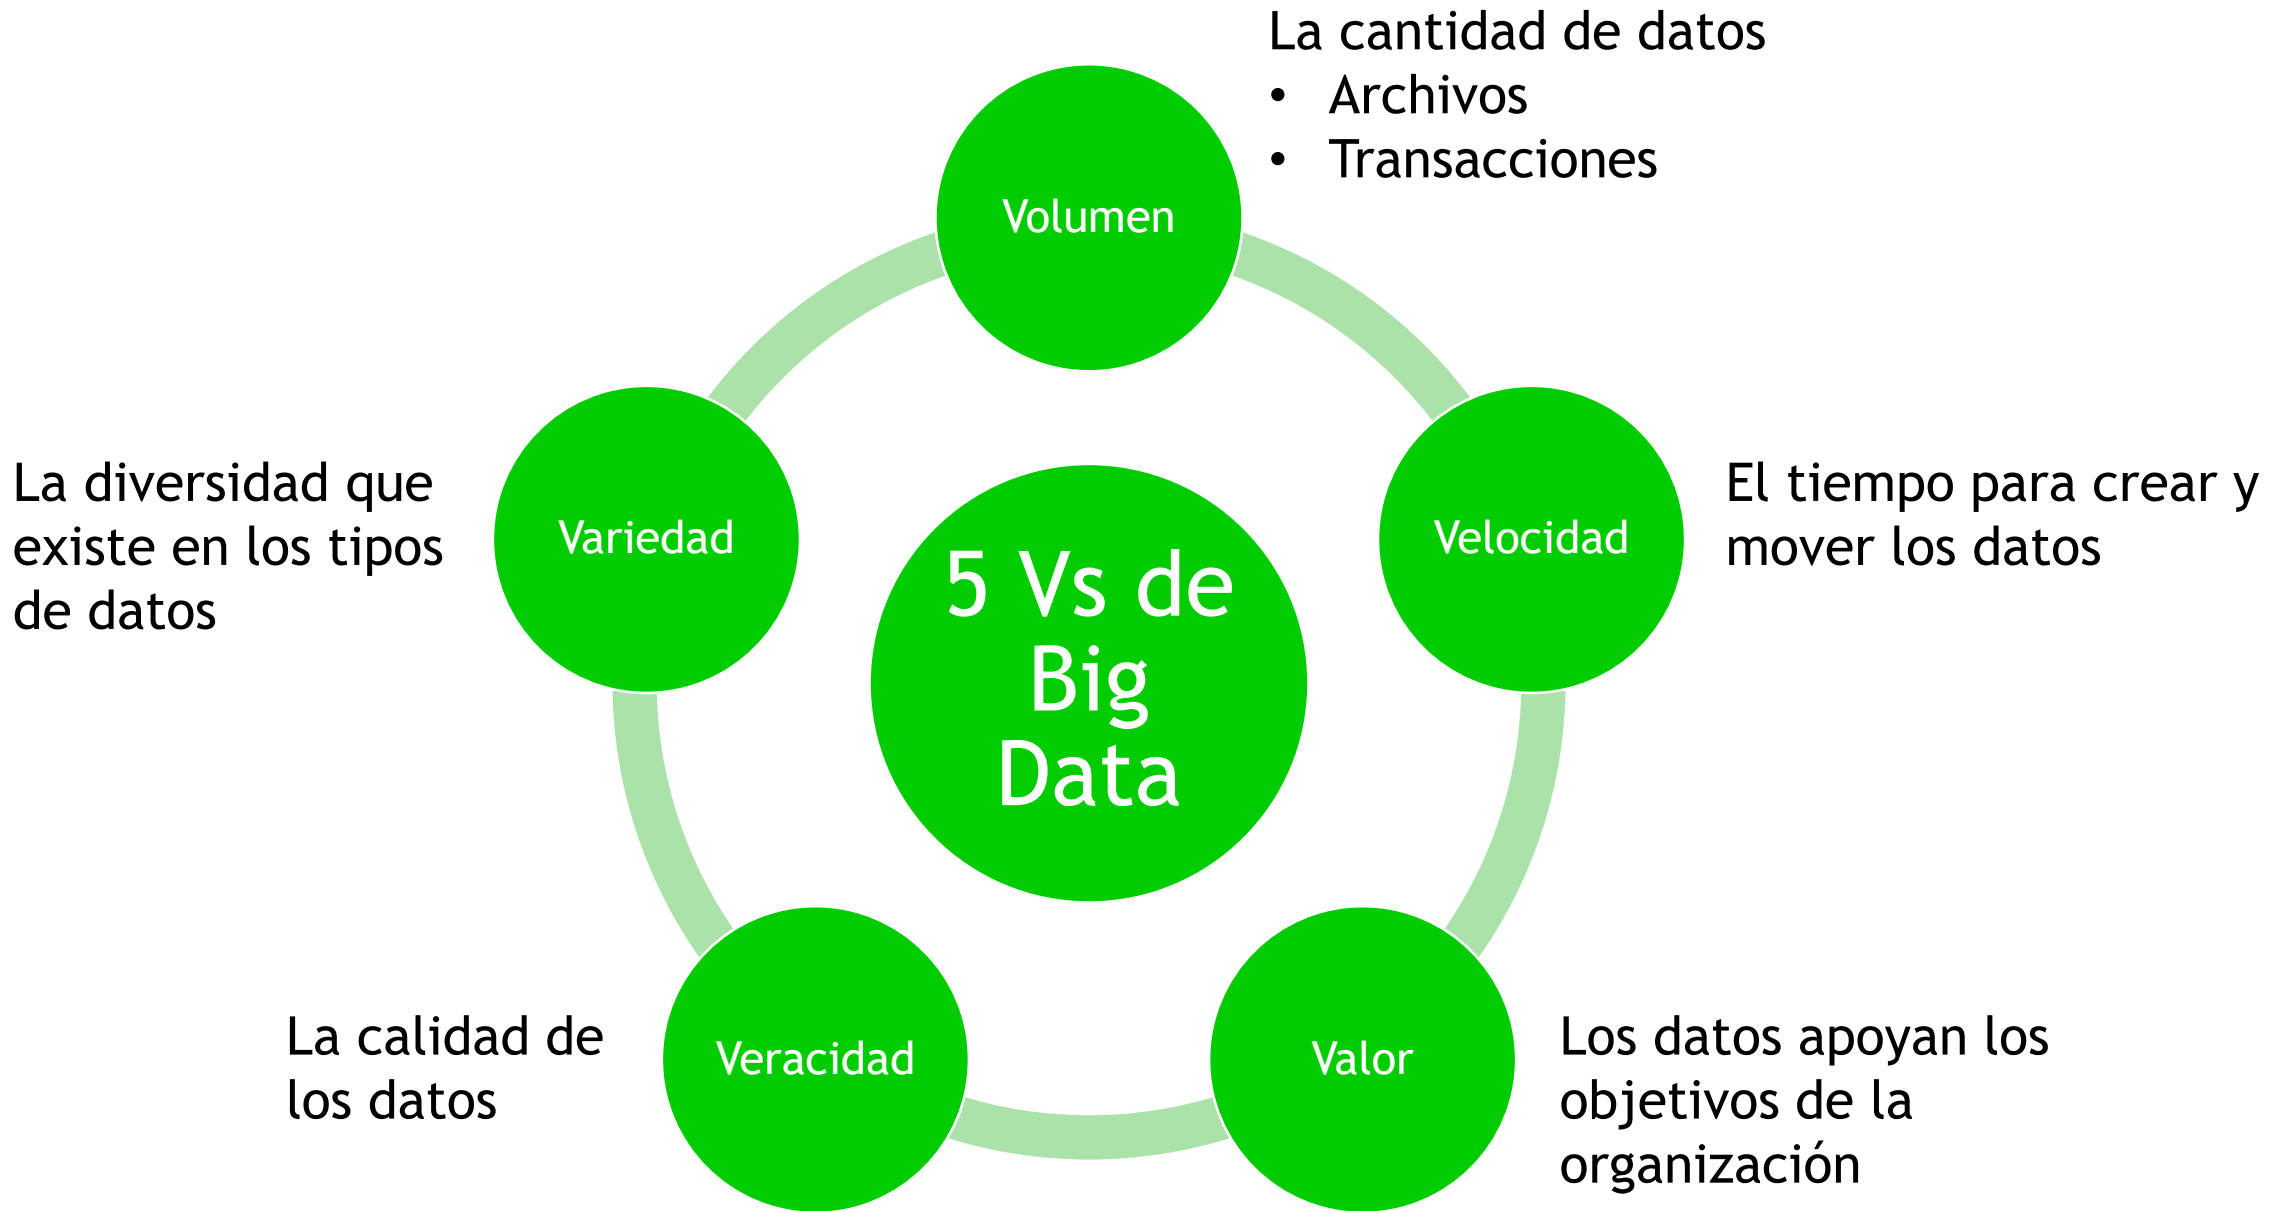 La cantidad de datos
• Archivos
• Transacciones
Volumen
Velocidad
El tiempo para crear y
mover los datos
Valor
Los datos apoyan los
objetivos de la
organización
Veracidad
La calidad de
los datos
Variedad
La diversidad que
existe en los tipos
de datos
5 Vs de
Big
Data